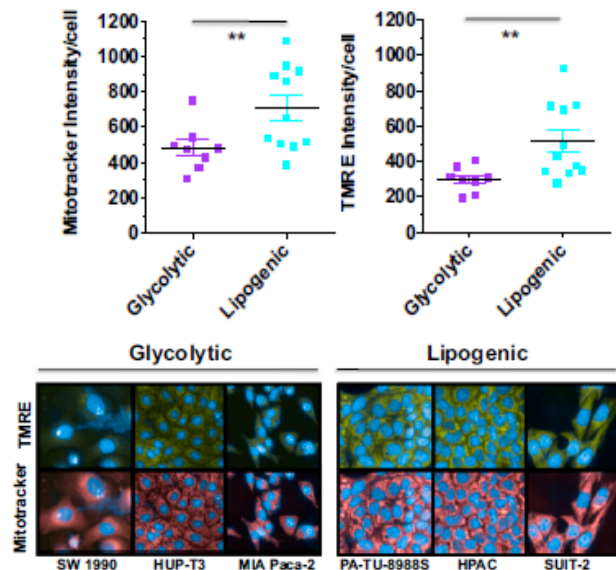 Mitotracker Intensity/cell
1200
1000
800
600
400
200
0
**
Glycolytic
Lipogenic
TMRE Intensity/cell
1200
1000
800
600
400
200
0
**
Glycolytic
Lipogenic
Glycolytic
Lipogenic
TMRE
Mitotracker
SW 1990
HUP-T3
MIA Paca-2
PA-TU-8988S
HPAC
SUIT-2